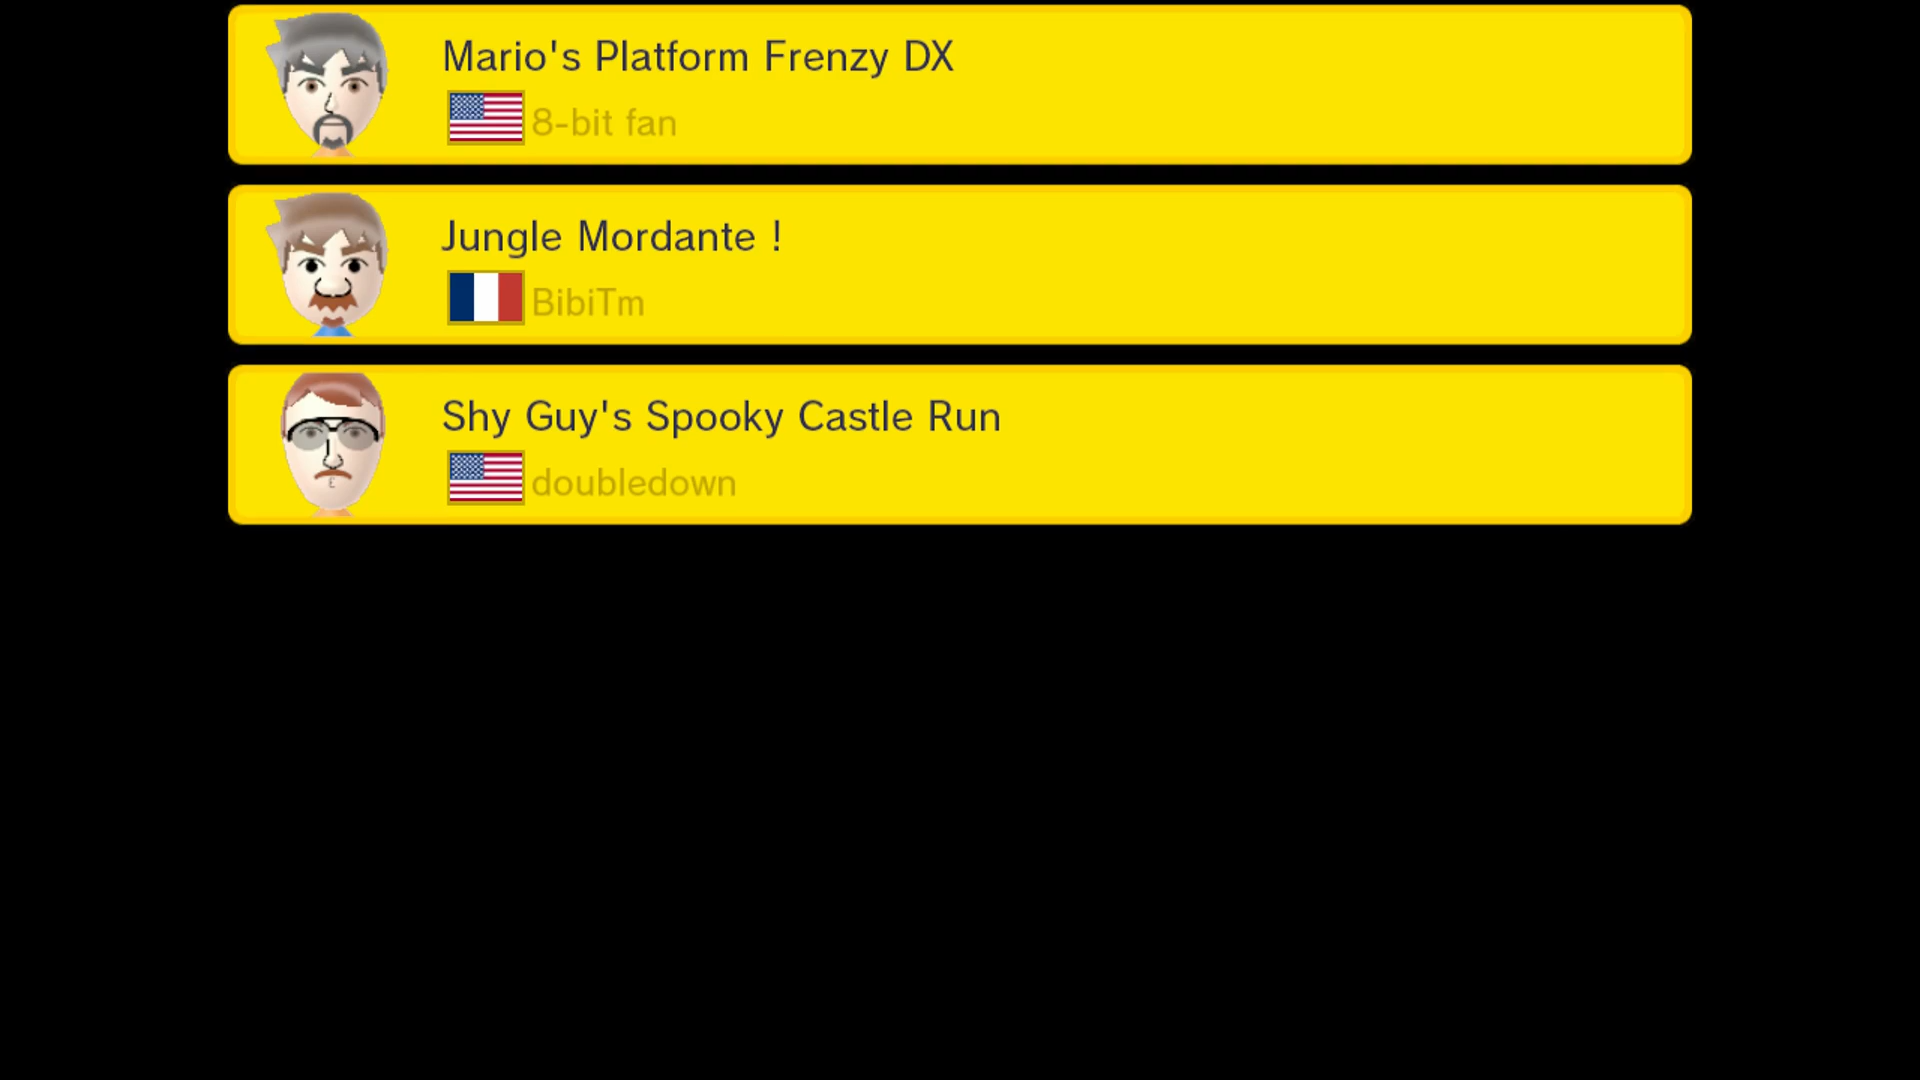 Mario's Platform Frenzy DX
8-bit fan
Jungle Mordante !
BibiTm
Shy Guy's Spooky Castle Run
doubledown